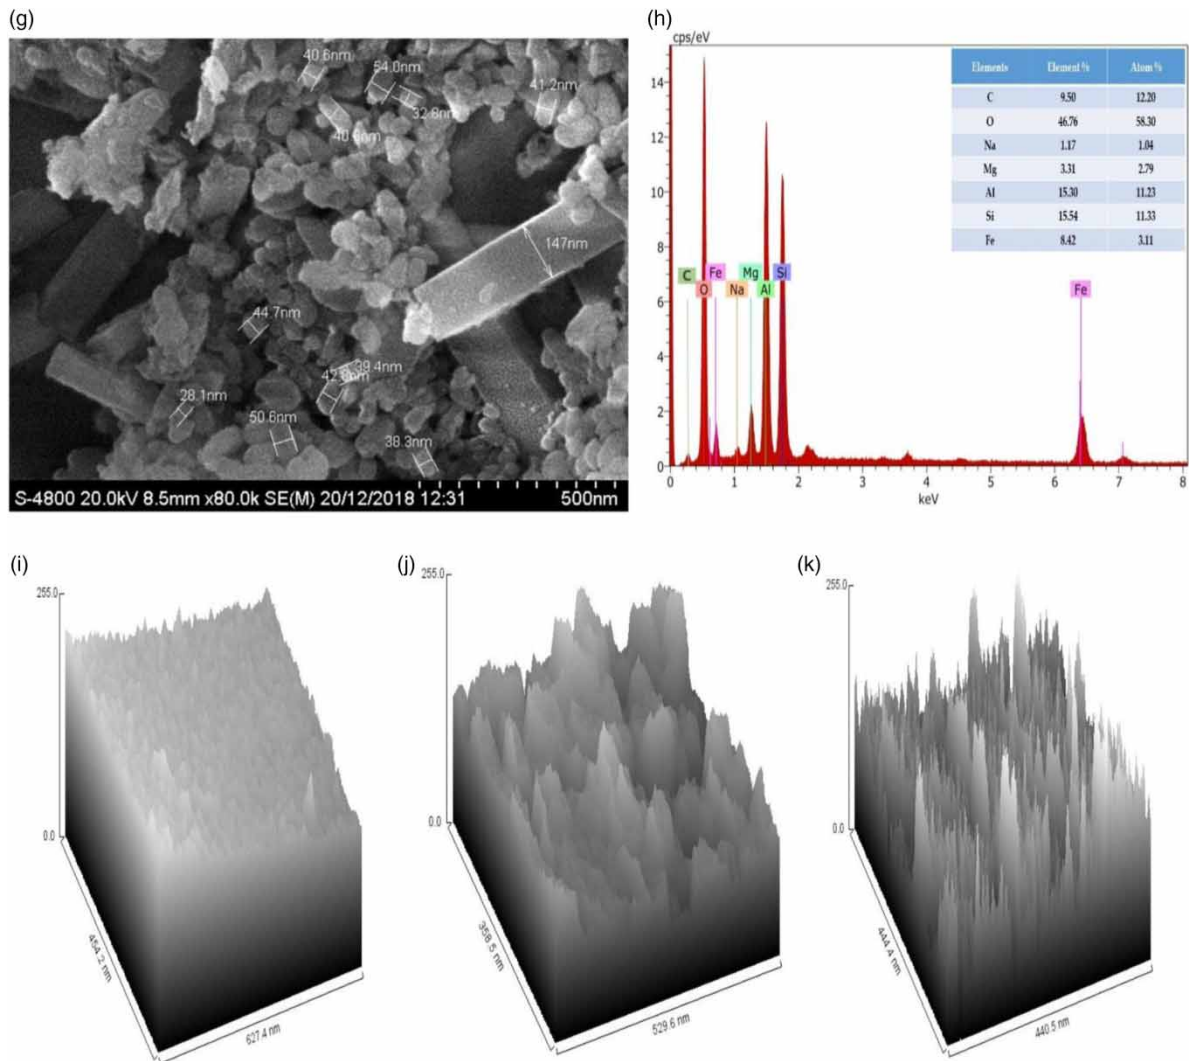 (g)
40.6nm
54.0nm
41.2nm
32.8nm
147nm
44.7nm
39.4nm
28.1nm
50.6nm
38.3nm
S-4800 20.0kV 8.5mm x80.0k SE(M) 20/12/2018 12:31
500nm
(h)
cps/eV
Elements Element % Atom %
C 9.50 12.20
O 46.76 58.30
Na 1.17 1.04
Mg 3.31 2.79
Al 15.30 11.23
Si 15.54 11.33
Fe 8.42 3.11
14
12
10
8
6
4
2
0
C Fe Mg Si Fe
O Na Al
0 1 2 3 4 5 6 7 8
keV
(i)
255.0
0.0
454.2 nm
627.4 nm
(j)
255.0
0.0
358.5 nm
529.6 nm
(k)
255.0
0.0
444.4 nm
440.5 nm